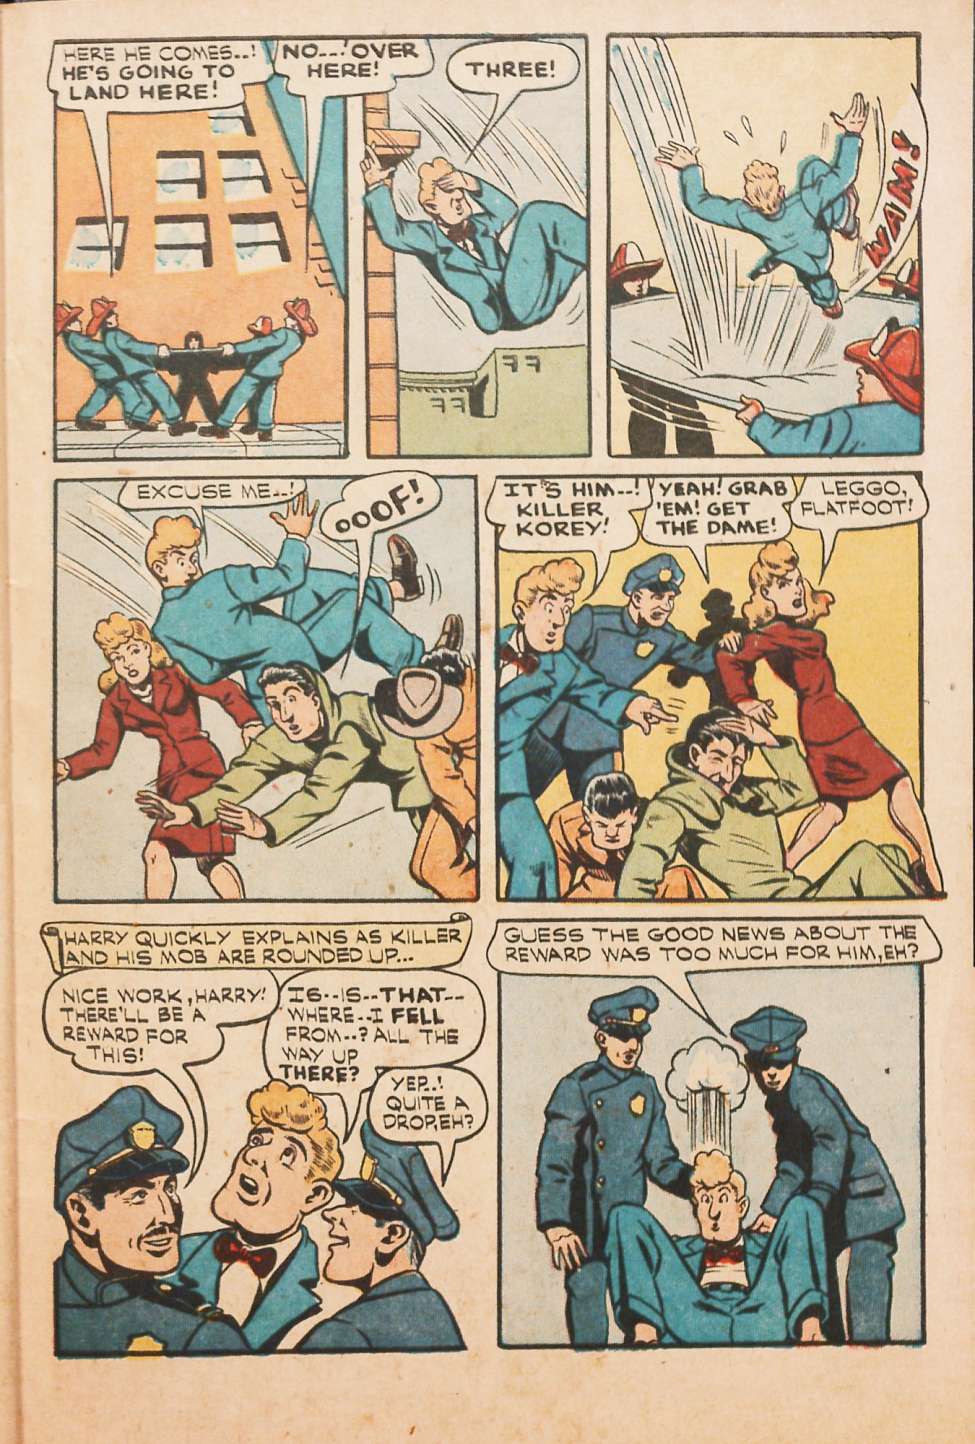 HERE HE COMES--!
HE'S GOING TO
LAND HERE!
NO---! OVER
HERE!
THREE!
WAM!
EXCUSE ME--!
OOOF!
IT'S HIM--!
KILLER
KOREY!
YEAH! GRAB
'EM! GET
THE DAME!
LEGGO,
FLATFOOT!
HARRY QUICKLY EXPLAINS AS KILLER
AND HIS MOB ARE ROUNDED UP...
NICE WORK, HARRY!
THERE'LL BE A
REWARD FOR
THIS!
IS--IS--THAT--
WHERE--I FELL
FROM--? ALL THE
WAY UP
THERE?
YEP--!
QUITE A
DROP, EH?
GUESS THE GOOD NEWS ABOUT THE
REWARD WAS TOO MUCH FOR HIM, EH?